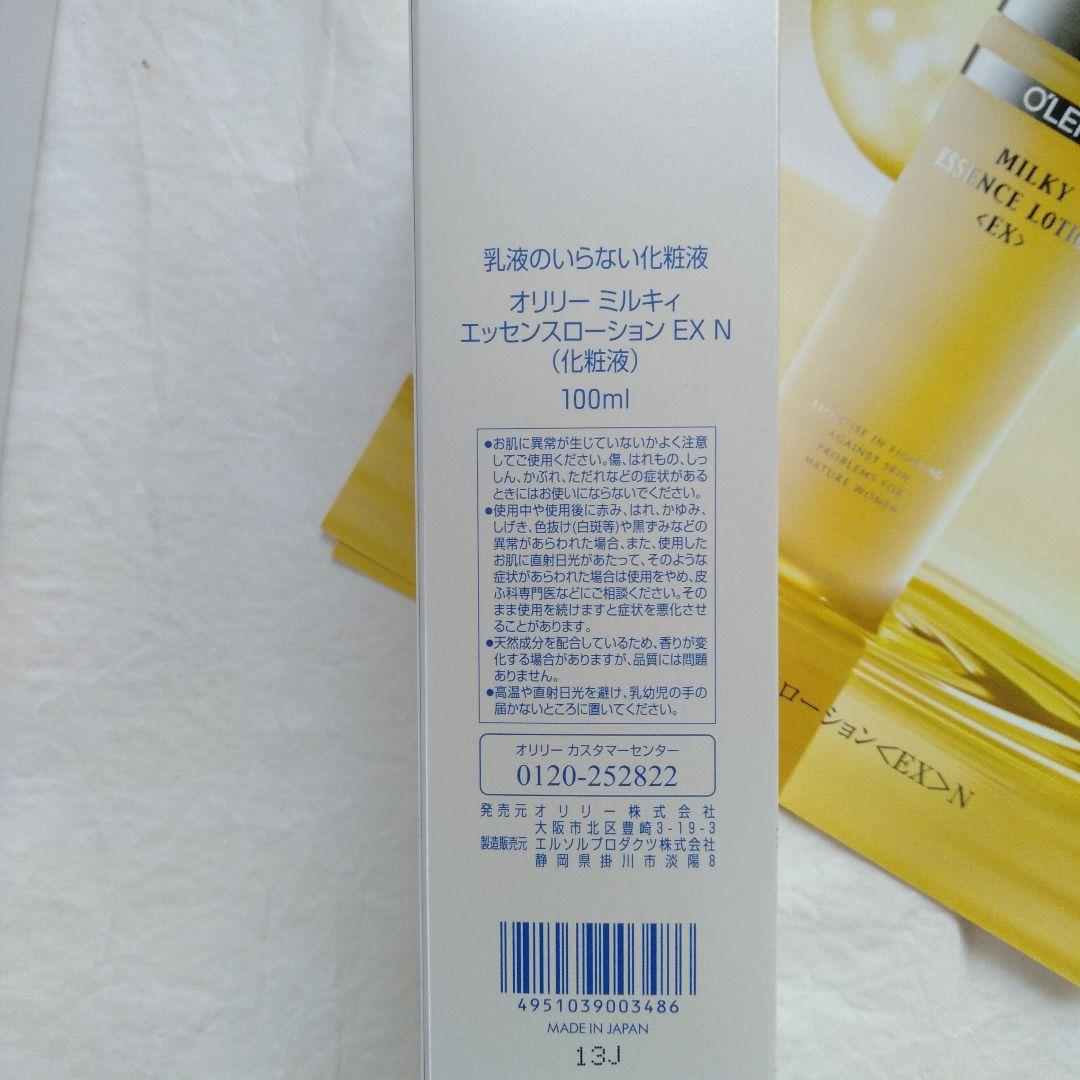 乳液のいらない化粧液
オリリー ミルキィ
エッセンスローション EX N
（化粧液）
100ml
●お肌に異常が生じていないかよく注意
してご使用ください。傷、はれもの、しっ
しん、かぶれ、ただれなどの症状がある
ときにはお使いにならないでください。
●使用中や使用後に赤み、はれ、かゆみ、
しげき、色抜け(白斑等)や黒ずみなどの
異常があらわれた場合、また、使用した
お肌に直射日光があたって、そのような
症状があらわれた場合は使用をやめ、皮
ふ科専門医などにご相談ください。その
まま使用を続けますと症状を悪化させ
ることがあります。
●天然成分を配合しているため、香りが変
化する場合がありますが、品質には問題
ありません。
●高温や直射日光を避け、乳幼児の手の
届かないところに置いてください。
オリリー カスタマーセンター
0120-252822
発売元 オリリー株式会社
大阪市北区豊崎3-19-3
製造販売元 エルソルプロダクツ株式会社
静岡県掛川市淡陽8
4951039003486
MADE IN JAPAN
13J
O'LE
MILKY
ESSENCE LOTIO
<EX>
EXPERTISE IN FIGHTING
AGAINST SKIN
PROBLEMS FOR
MATURE WOMEN
ローション<EX>N